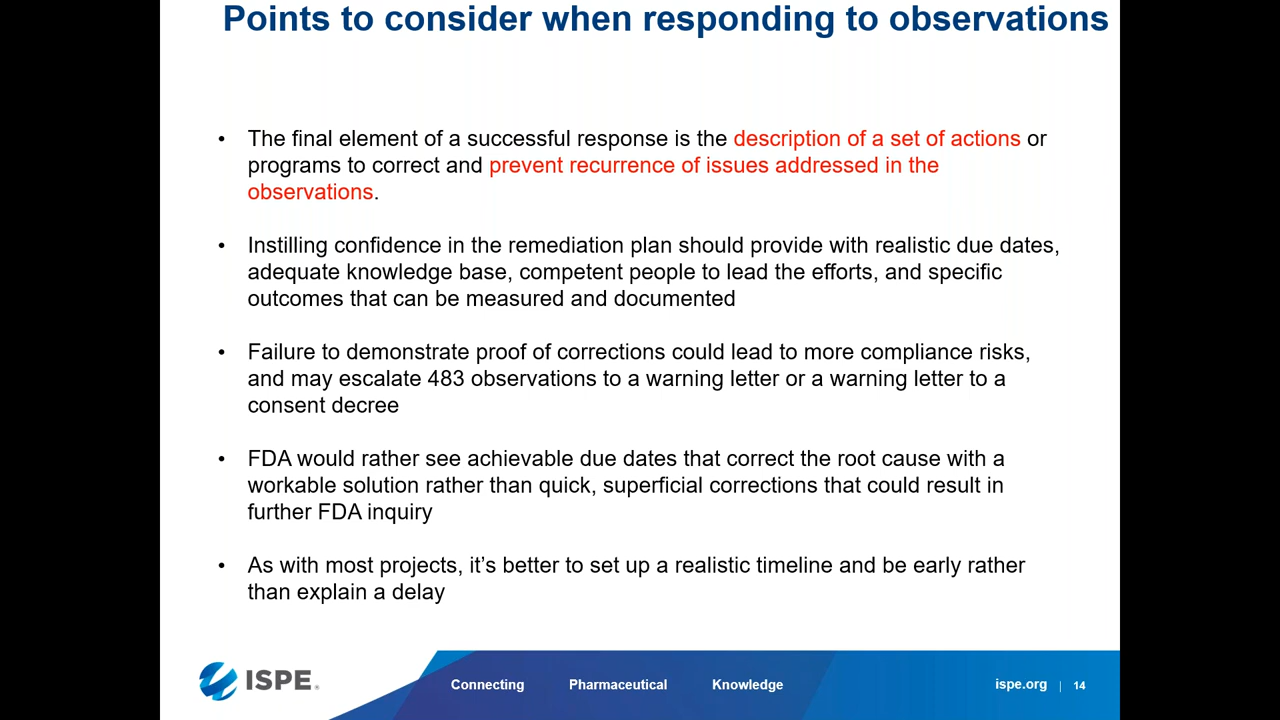 Points to consider when responding to observations
• The final element of a successful response is the description of a set of actions or
programs to correct and prevent recurrence of issues addressed in the
observations.
• Instilling confidence in the remediation plan should provide with realistic due dates,
adequate knowledge base, competent people to lead the efforts, and specific
outcomes that can be measured and documented
• Failure to demonstrate proof of corrections could lead to more compliance risks,
and may escalate 483 observations to a warning letter or a warning letter to a
consent decree
• FDA would rather see achievable due dates that correct the root cause with a
workable solution rather than quick, superficial corrections that could result in
further FDA inquiry
• As with most projects, it’s better to set up a realistic timeline and be early rather
than explain a delay
ISPE® Connecting Pharmaceutical Knowledge ispe.org | 14